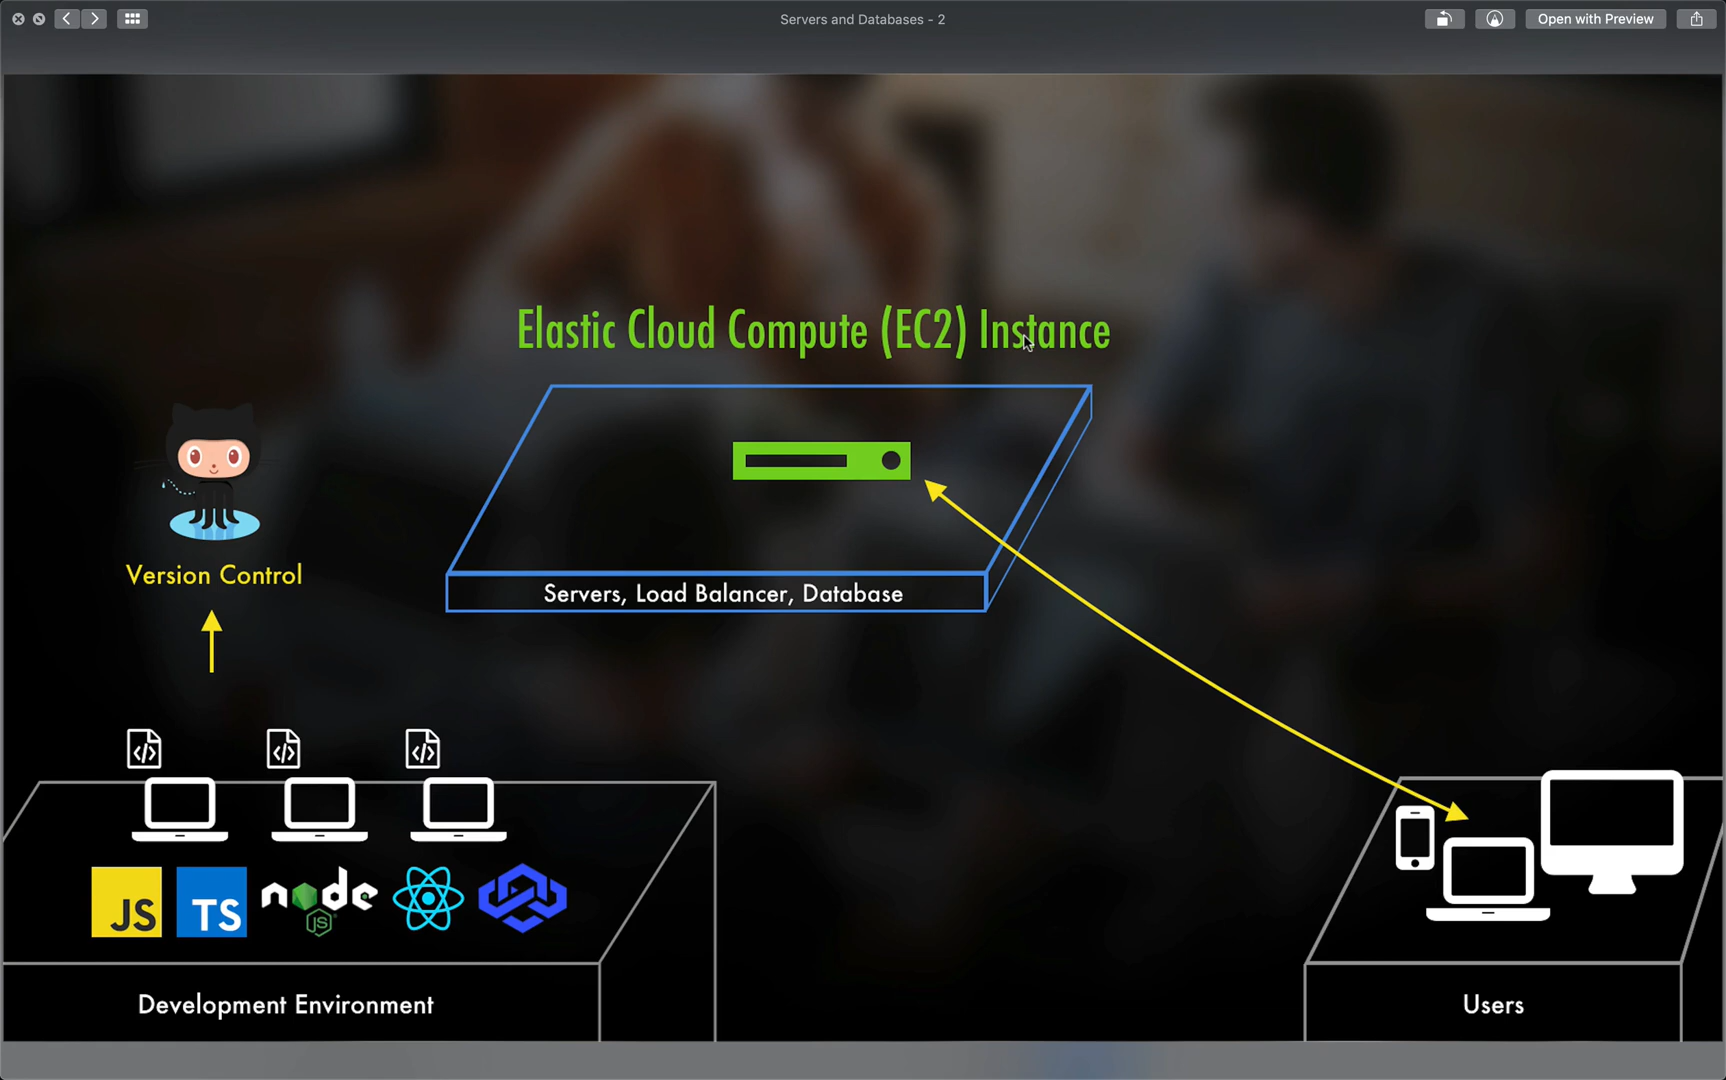 Servers and Databases - 2
Open with Preview
Elastic Cloud Compute (EC2) Instance
Version Control
Servers, Load Balancer, Database
JS
TS
node
JS
Development Environment
Users